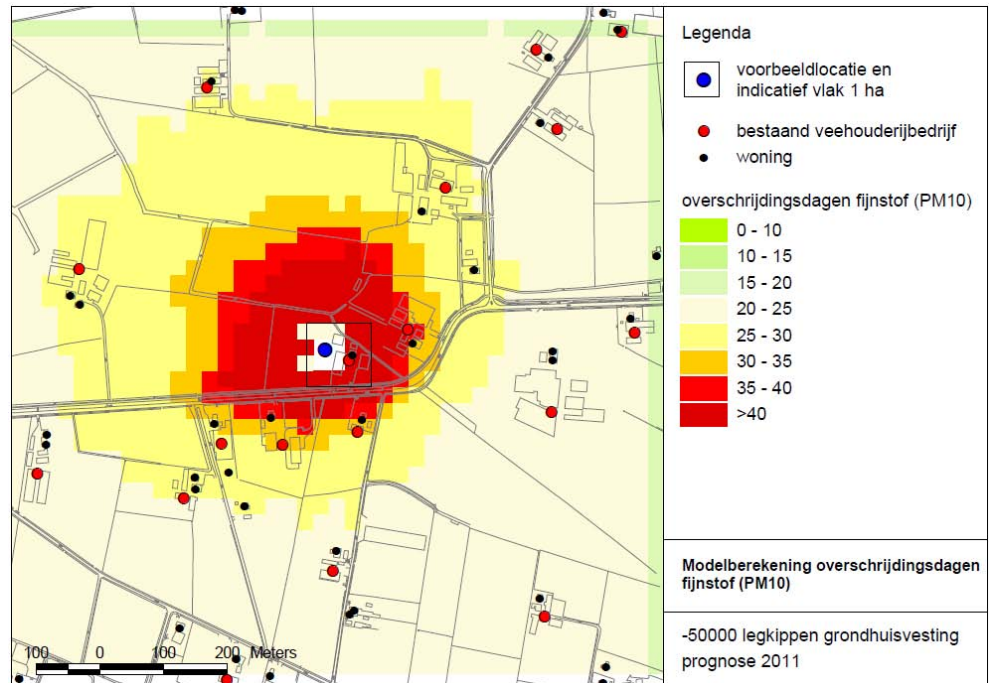 Legenda
voorbeeldlocatie en
indicatief vlak 1 ha
bestaand veehouderijbedrijf
woning
overschrijdingsdagen fijnstof (PM10)
0 - 10
10 - 15
15 - 20
20 - 25
25 - 30
30 - 35
35 - 40
>40
Modelberekening overschrijdingsdagen
fijnstof (PM10)
-50000 legkippen grondhuisvesting
prognose 2011
100 0 100 200 Meters